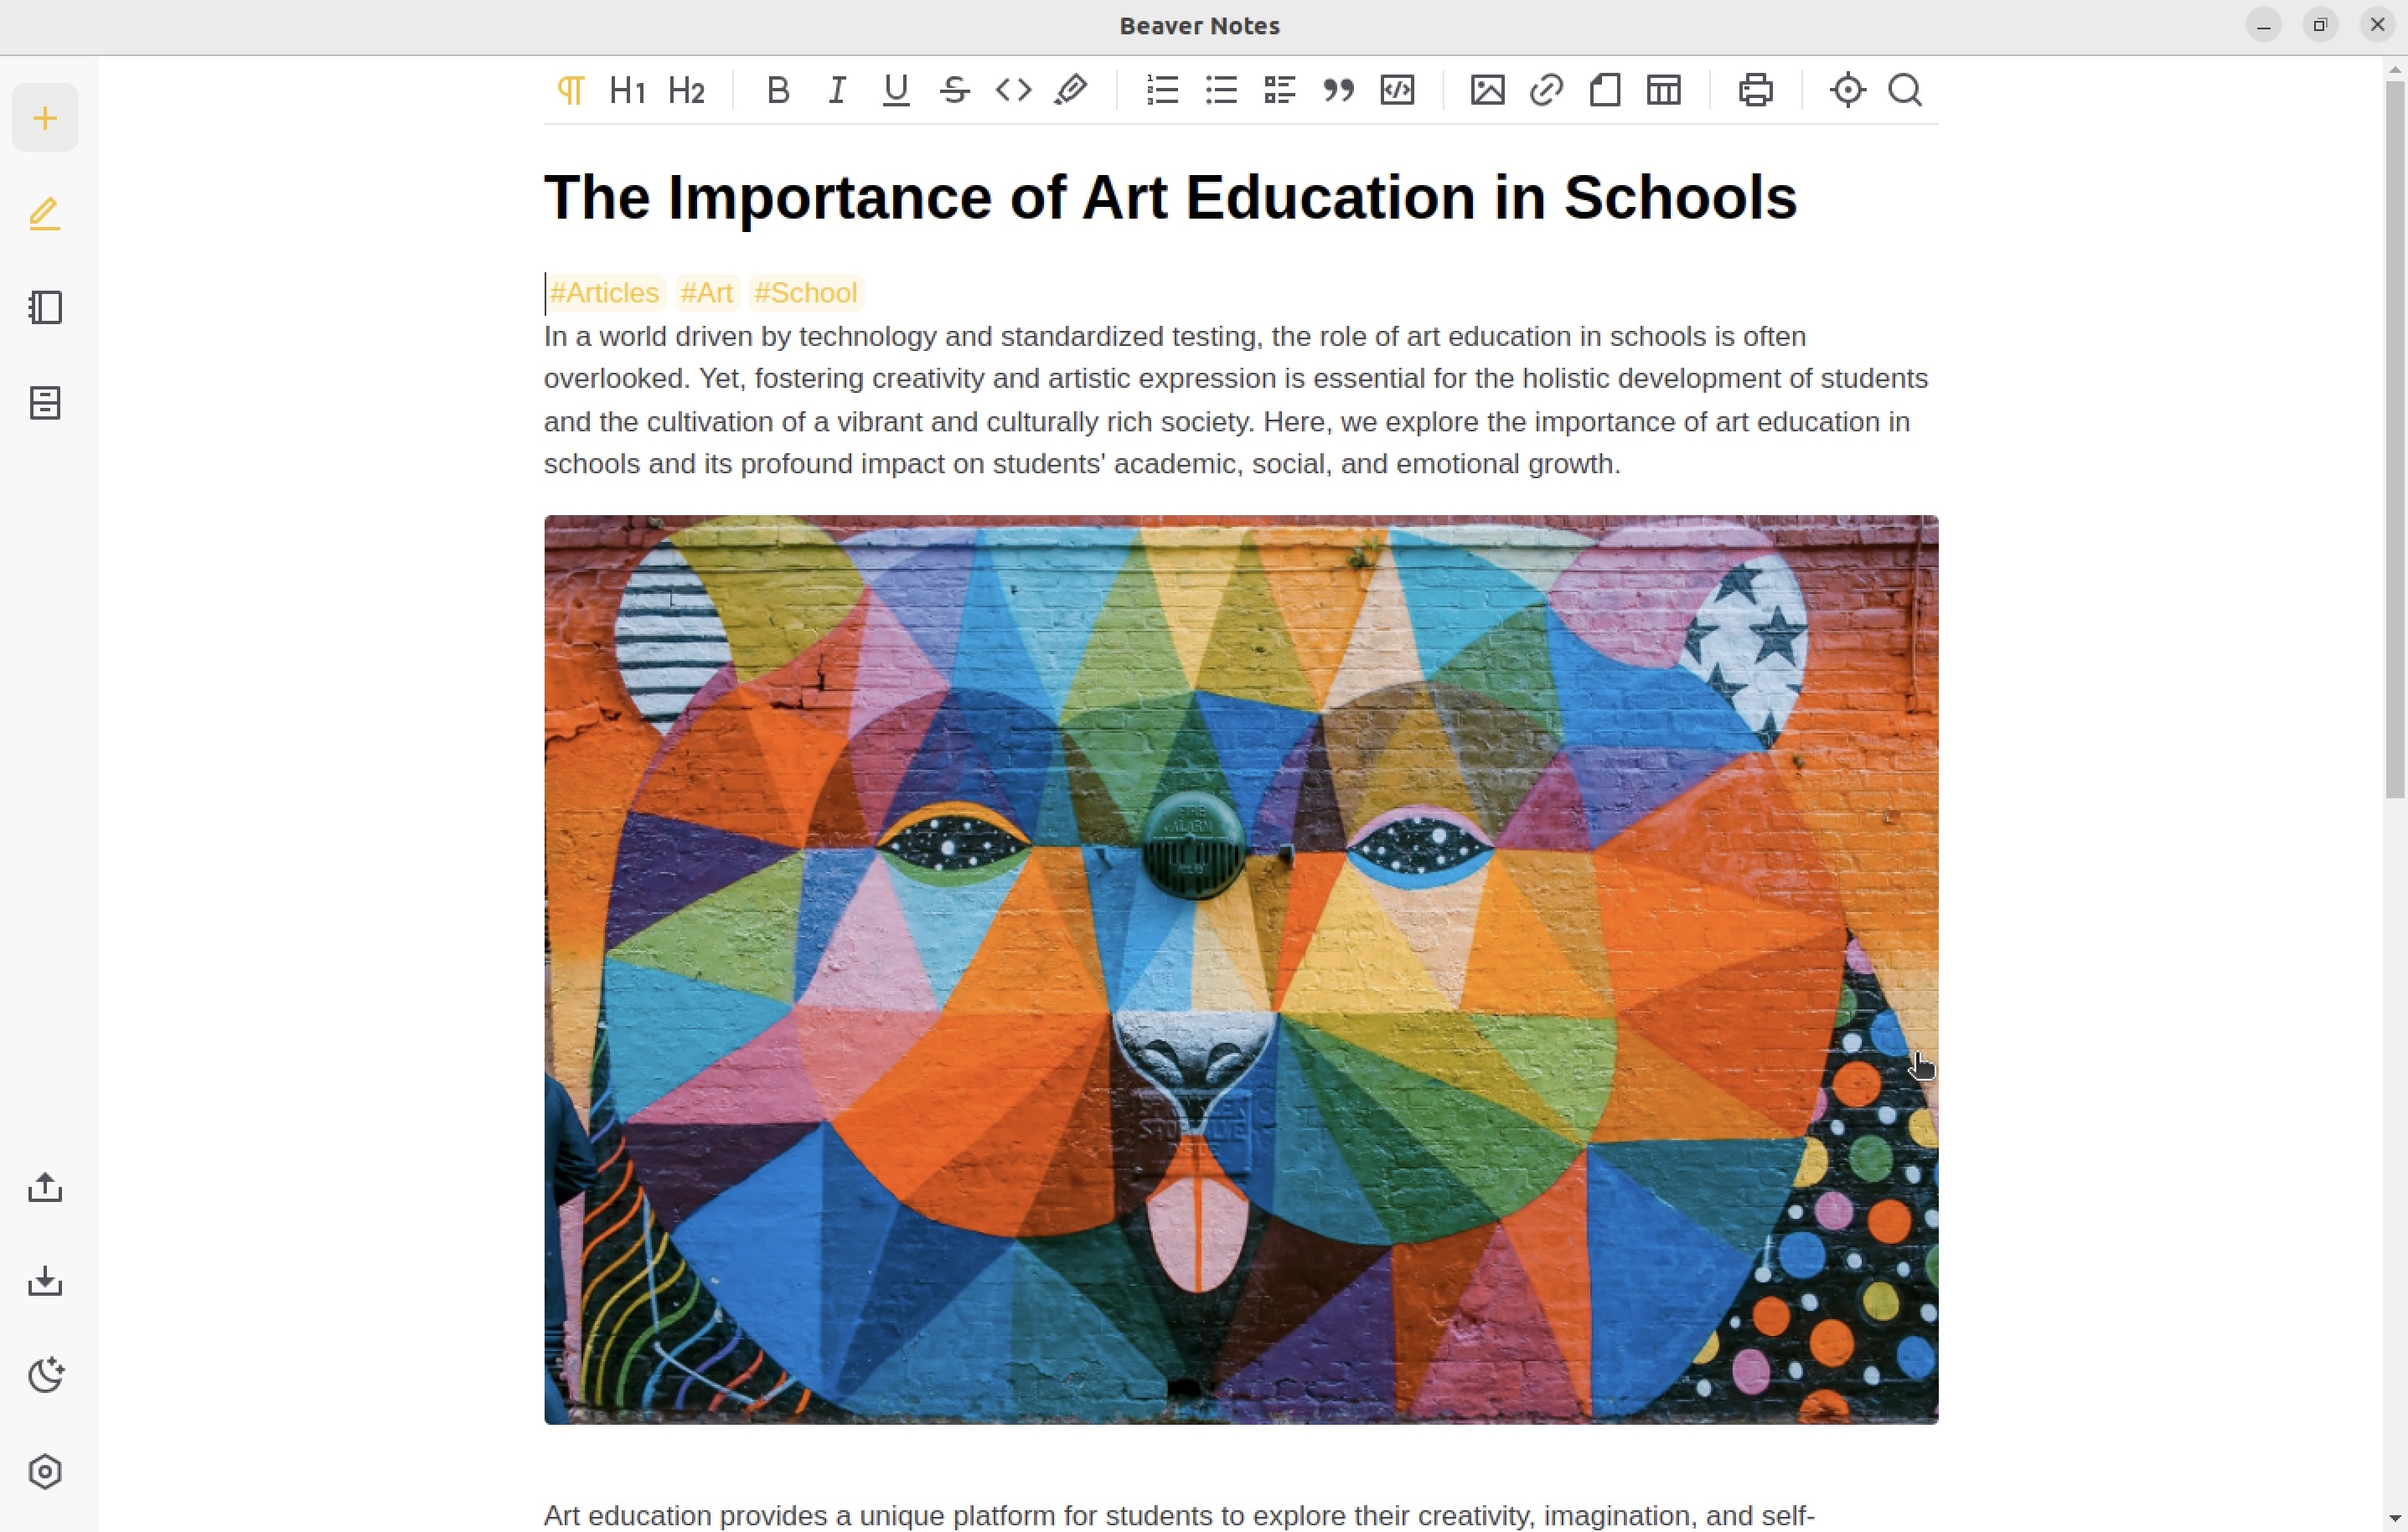 Beaver Notes
H1 H2 B I U S
The Importance of Art Education in Schools
#Articles #Art #School
In a world driven by technology and standardized testing, the role of art education in schools is often
overlooked. Yet, fostering creativity and artistic expression is essential for the holistic development of students
and the cultivation of a vibrant and culturally rich society. Here, we explore the importance of art education in
schools and its profound impact on students' academic, social, and emotional growth.
FIRE
ALARM
Art education provides a unique platform for students to explore their creativity, imagination, and self-